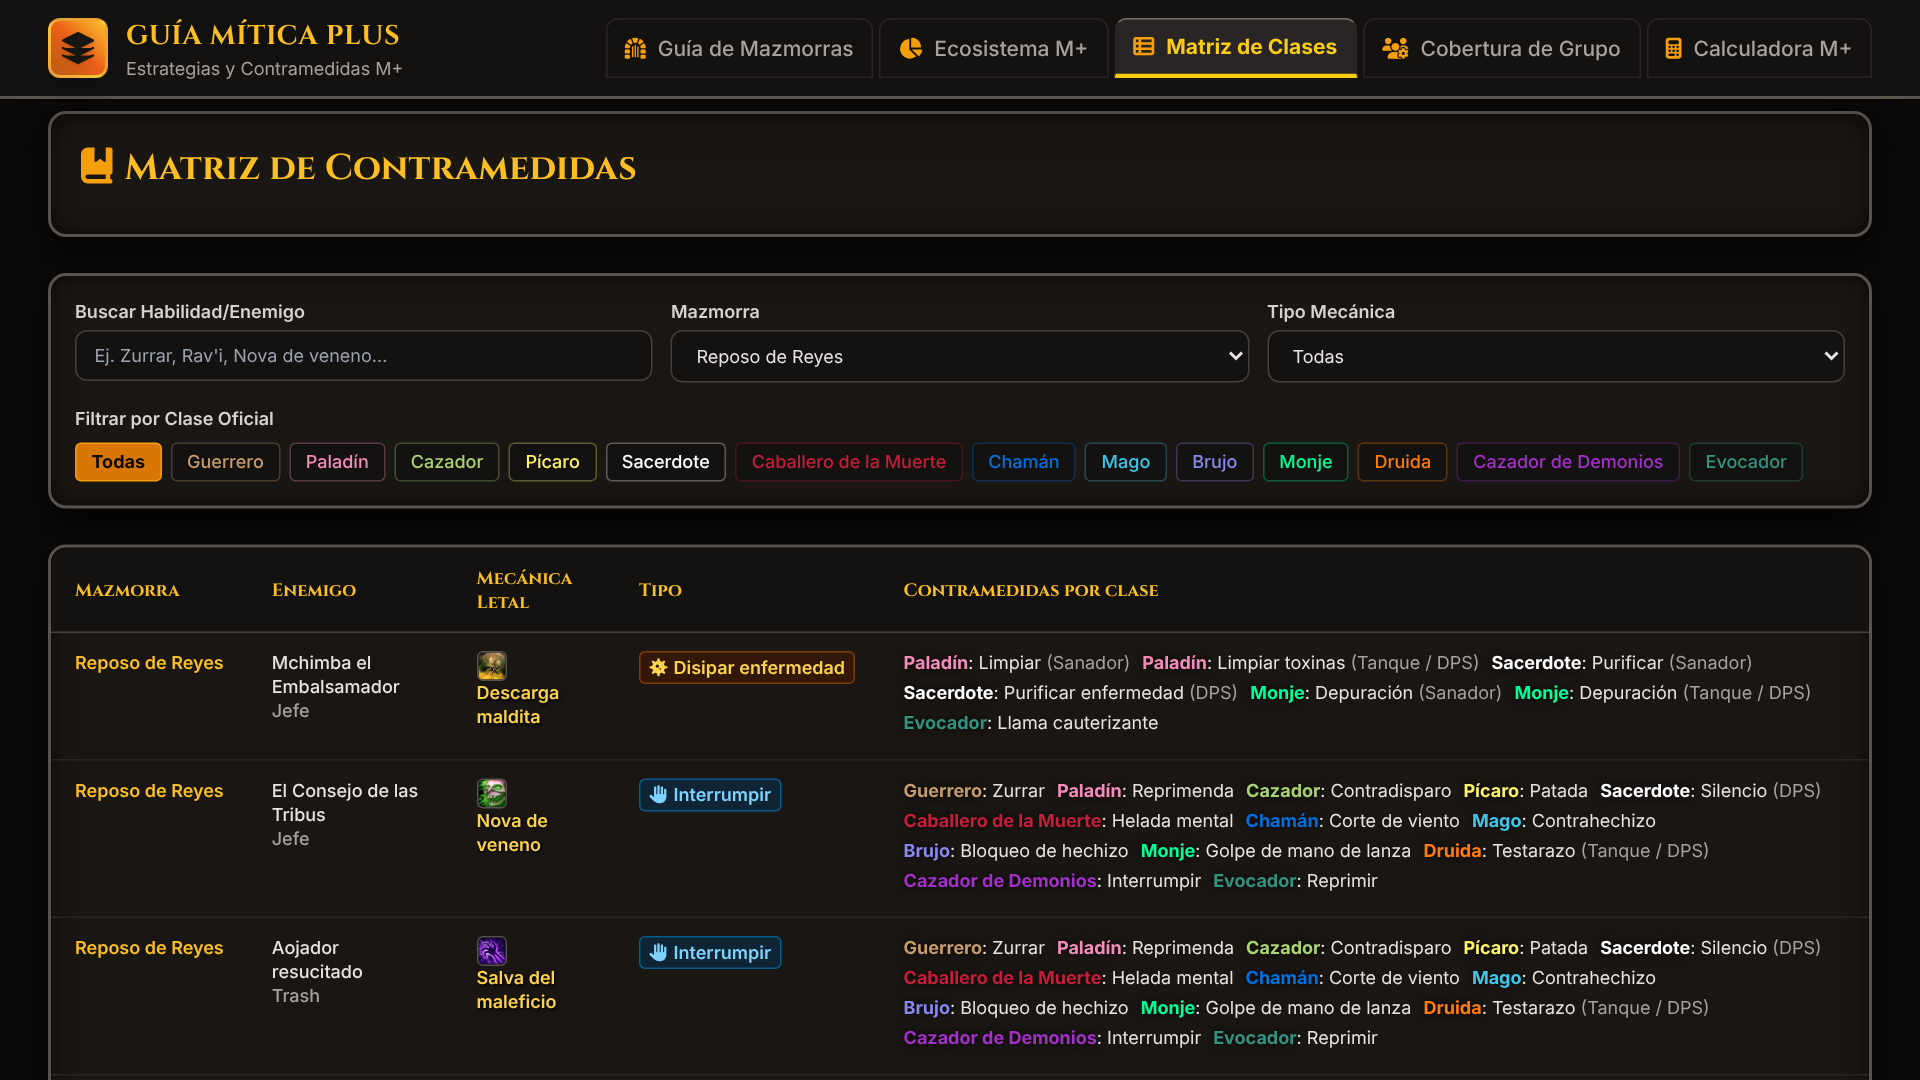 GUÍA MÍTICA PLUS
Estrategias y Contramedidas M+
Guía de Mazmorras
Ecosistema M+
Matriz de Clases
Cobertura de Grupo
Calculadora M+
Matriz de Contramedidas
Buscar Habilidad/Enemigo
Ej. Zurrar, Rav'i, Nova de veneno...
Mazmorra
Reposo de Reyes
Tipo Mecánica
Todas
Filtrar por Clase Oficial
Todas
Guerrero
Paladín
Cazador
Pícaro
Sacerdote
Caballero de la Muerte
Chamán
Mago
Brujo
Monje
Druida
Cazador de Demonios
Evocador
Mazmorra
Enemigo
Mecánica
Letal
Tipo
Contramedidas por clase
Reposo de Reyes
Mchimba el
Embalsamador
Jefe
Descarga
maldita
Disipar enfermedad
Paladín: Limpiar (Sanador) Paladín: Limpiar toxinas (Tanque / DPS) Sacerdote: Purificar (Sanador)
Sacerdote: Purificar enfermedad (DPS) Monje: Depuración (Sanador) Monje: Depuración (Tanque / DPS)
Evocador: Llama cauterizante
Reposo de Reyes
El Consejo de las
Tribus
Jefe
Nova de
veneno
Interrumpir
Guerrero: Zurrar Paladín: Reprimenda Cazador: Contradisparo Pícaro: Patada Sacerdote: Silencio (DPS)
Caballero de la Muerte: Helada mental Chamán: Corte de viento Mago: Contrahechizo
Brujo: Bloqueo de hechizo Monje: Golpe de mano de lanza Druida: Testarazo (Tanque / DPS)
Cazador de Demonios: Interrumpir Evocador: Reprimir
Reposo de Reyes
Aojador
resucitado
Trash
Salva del
maleficio
Interrumpir
Guerrero: Zurrar Paladín: Reprimenda Cazador: Contradisparo Pícaro: Patada Sacerdote: Silencio (DPS)
Caballero de la Muerte: Helada mental Chamán: Corte de viento Mago: Contrahechizo
Brujo: Bloqueo de hechizo Monje: Golpe de mano de lanza Druida: Testarazo (Tanque / DPS)
Cazador de Demonios: Interrumpir Evocador: Reprimir